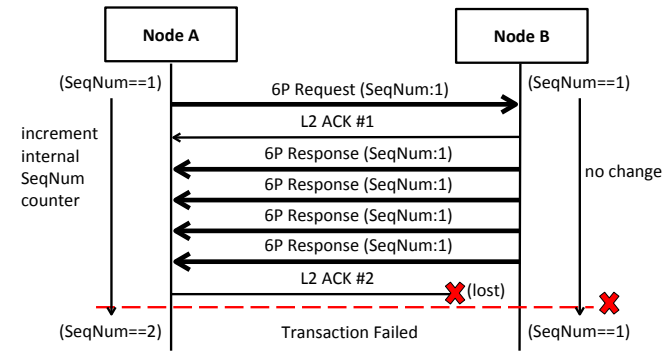 Node A
Node B
(SeqNum==1)
(SeqNum==1)
6P Request (SeqNum:1)
L2 ACK #1
increment
internal
SeqNum
counter
6P Response (SeqNum:1)
no change
6P Response (SeqNum:1)
6P Response (SeqNum:1)
6P Response (SeqNum:1)
L2 ACK #2
(lost)
(SeqNum==2)
Transaction Failed
(SeqNum==1)